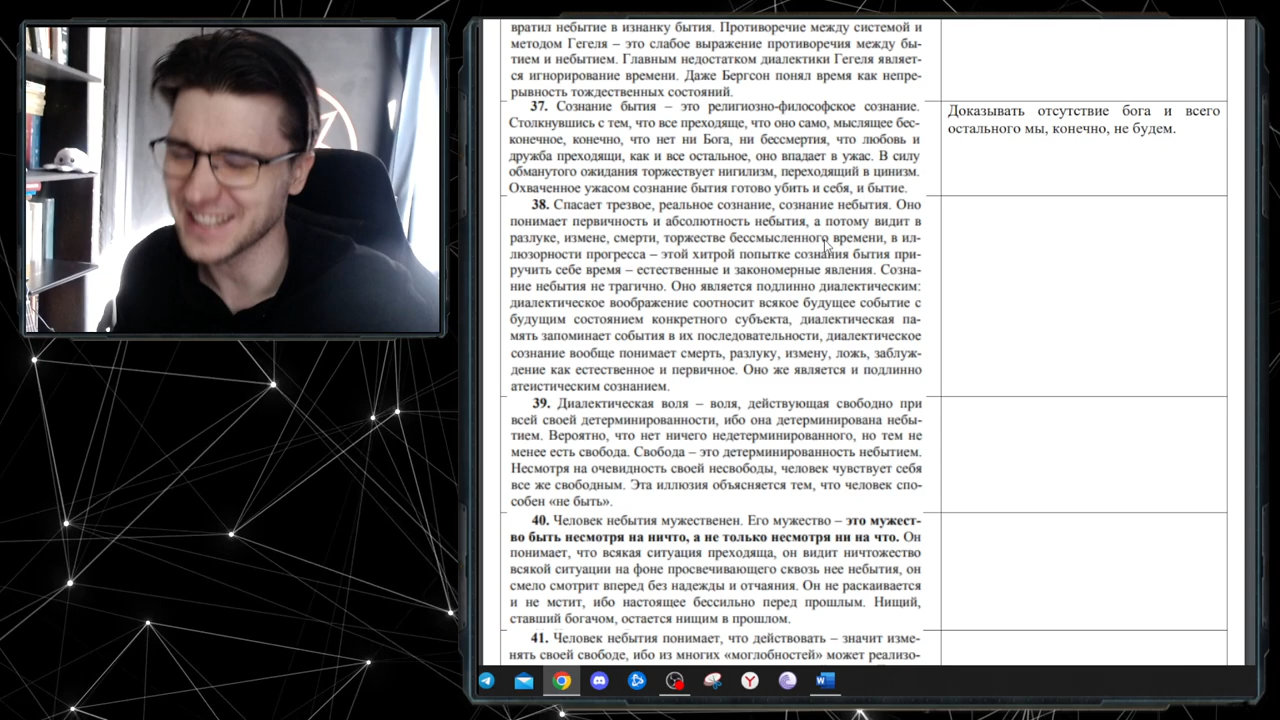 вратил небытие в изнанку бытия. Противоречие между системой и
методом Гегеля – это слабое выражение противоречия между бы-
тием и небытием. Главным недостатком диалектики Гегеля являет-
ся игнорирование времени. Даже Бергсон понял время как непре-
рывность тождественных состояний.
37. Сознание бытия – это религиозно-философское сознание.
Столкнувшись с тем, что все преходяще, что оно само, мыслящее бес-
конечное, конечно, что нет ни Бога, ни бессмертия, что любовь и
дружба преходящи, как и все остальное, оно впадает в ужас. В силу
обманутого ожидания торжествует нигилизм, переходящий в цинизм.
Охваченное ужасом сознание бытия готово убить и себя, и бытие.
Доказывать отсутствие бога и всего
остального мы, конечно, не будем.
38. Спасает трезвое, реальное сознание, сознание небытия. Оно
понимает первичность и абсолютность небытия, а потому видит в
разлуке, измене, смерти, торжестве бессмысленного времени, в ил-
люзорности прогресса – этой хитрой попытке сознания бытия при-
ручить себе время – естественные и закономерные явления. Созна-
ние небытия не трагично. Оно является подлинно диалектическим:
диалектическое воображение соотносит всякое будущее событие с
будущим состоянием конкретного субъекта, диалектическая па-
мять запоминает события в их последовательности, диалектическое
сознание вообще понимает смерть, разлуку, измену, ложь, заблуж-
дение как естественное и первичное. Оно же является и подлинно
атеистическим сознанием.
39. Диалектическая воля – воля, действующая свободно при
всей своей детерминированности, ибо она детерминирована небы-
тием. Вероятно, что нет ничего недетерминированного, но тем не
менее есть свобода. Свобода – это детерминированность небытием.
Несмотря на очевидность своей несвободы, человек чувствует себя
все же свободным. Эта иллюзия объясняется тем, что человек спо-
собен «не быть».
40. Человек небытия мужественен. Его мужество – это мужест-
во быть несмотря на ничто, а не только несмотря ни на что. Он
понимает, что всякая ситуация преходяща, он видит ничтожество
всякой ситуации на фоне просвечивающего сквозь нее небытия, он
смело смотрит вперед без надежды и отчаяния. Он не раскаивается
и не мстит, ибо настоящее бессильно перед прошлым. Нищий,
ставший богачом, остается нищим в прошлом.
41. Человек небытия понимает, что действовать – значит изме-
нять своей свободе, ибо из многих «моглобностей» может реализо-